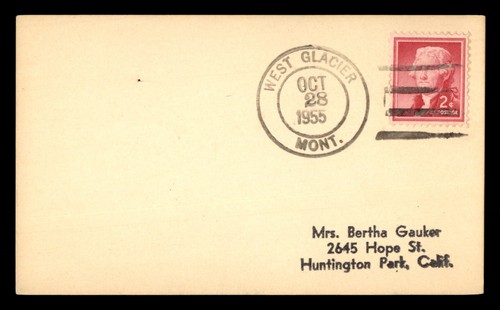 WEST GLACIER
OCT
28
1955
MONT.
2¢
Mrs. Bertha Gauker
2645 Hope St.
Huntington Park, Calif.